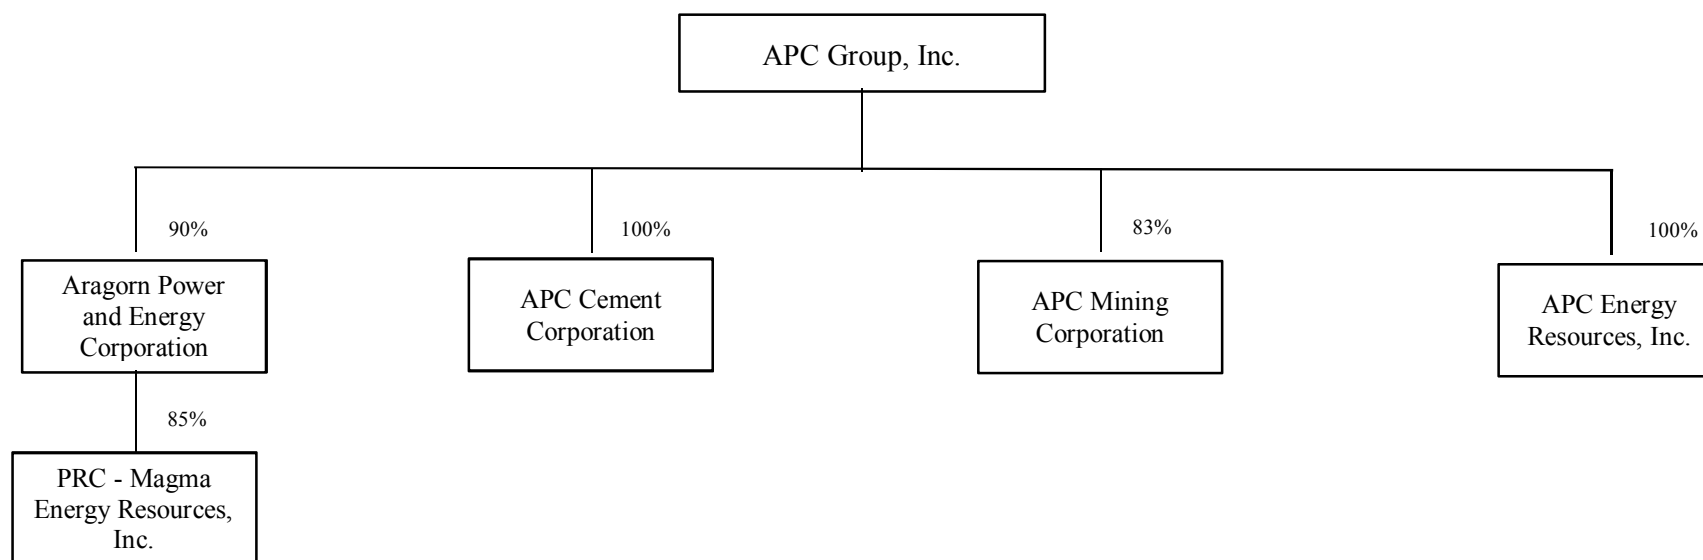 APC Group, Inc.
90%
100%
83%
100%
Aragorn Power
and Energy
Corporation
APC Cement
Corporation
APC Mining
Corporation
APC Energy
Resources, Inc.
85%
PRC - Magma
Energy Resources,
Inc.